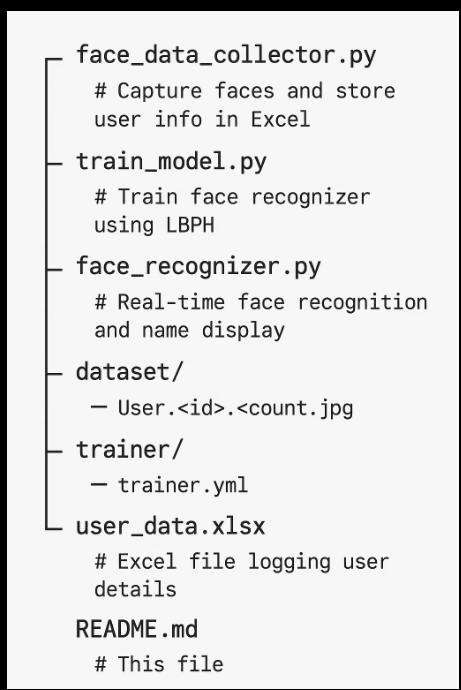 face_data_collector.py
# Capture faces and store
user info in Excel
train_model.py
# Train face recognizer
using LBPH
face_recognizer.py
# Real-time face recognition
and name display
dataset/
— User.<id>.<count.jpg
trainer/
— trainer.yml
user_data.xlsx
# Excel file logging user
details
README.md
# This file